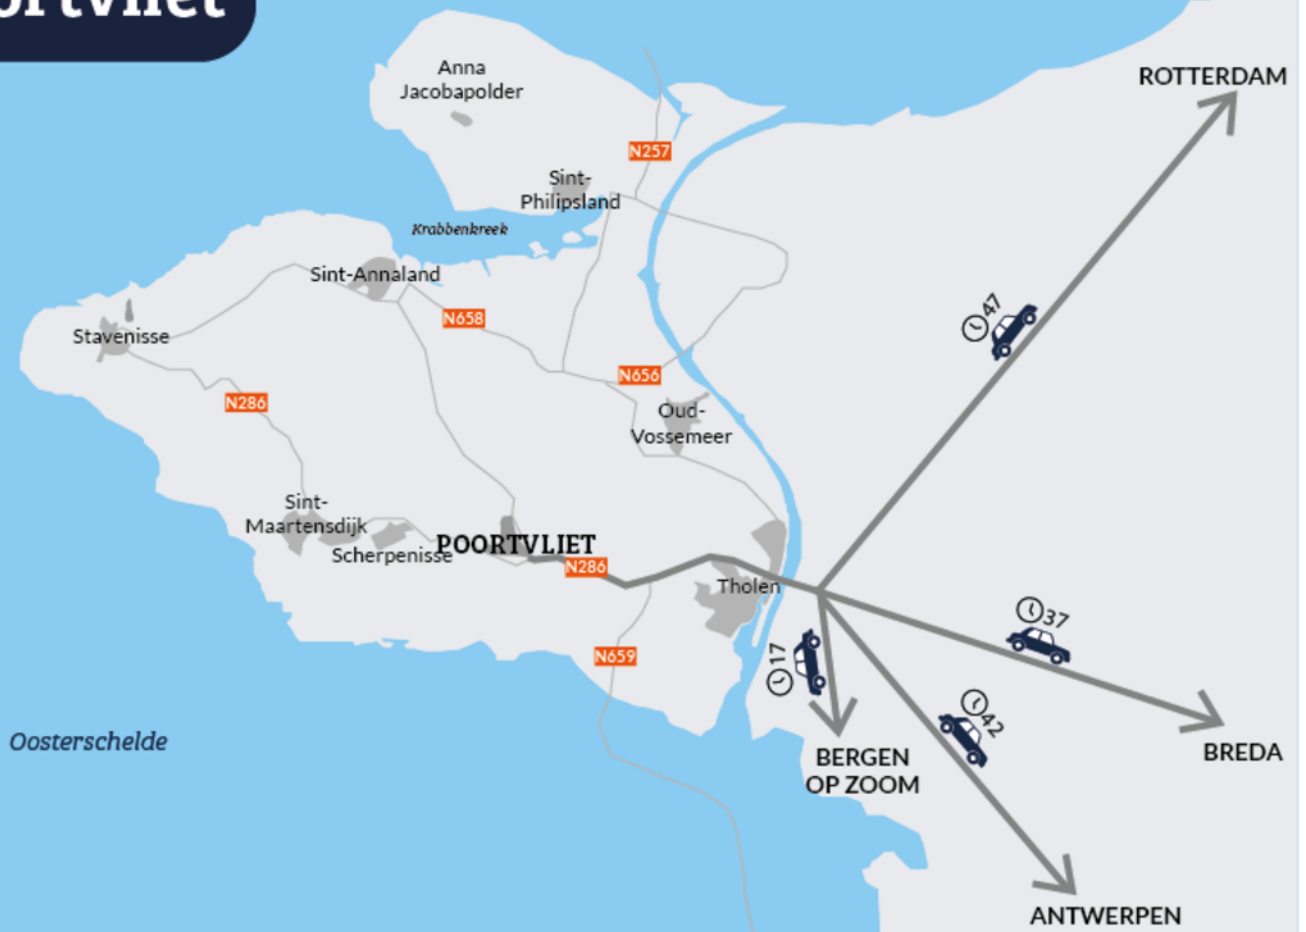 ROTTERDAM
Anna
Jacobapolder
N257
Sint-
Philipsland
Krabbenkreek
Sint-Annaland
N658
47
Stavenisse
N656
N286
Oud-
Vossemeer
Sint-
Maartensdijk
Scherpenisse
POORTVLIET
N286
Tholen
37
17
N659
42
Oosterschelde
BERGEN
OP ZOOM
BREDA
ANTWERPEN